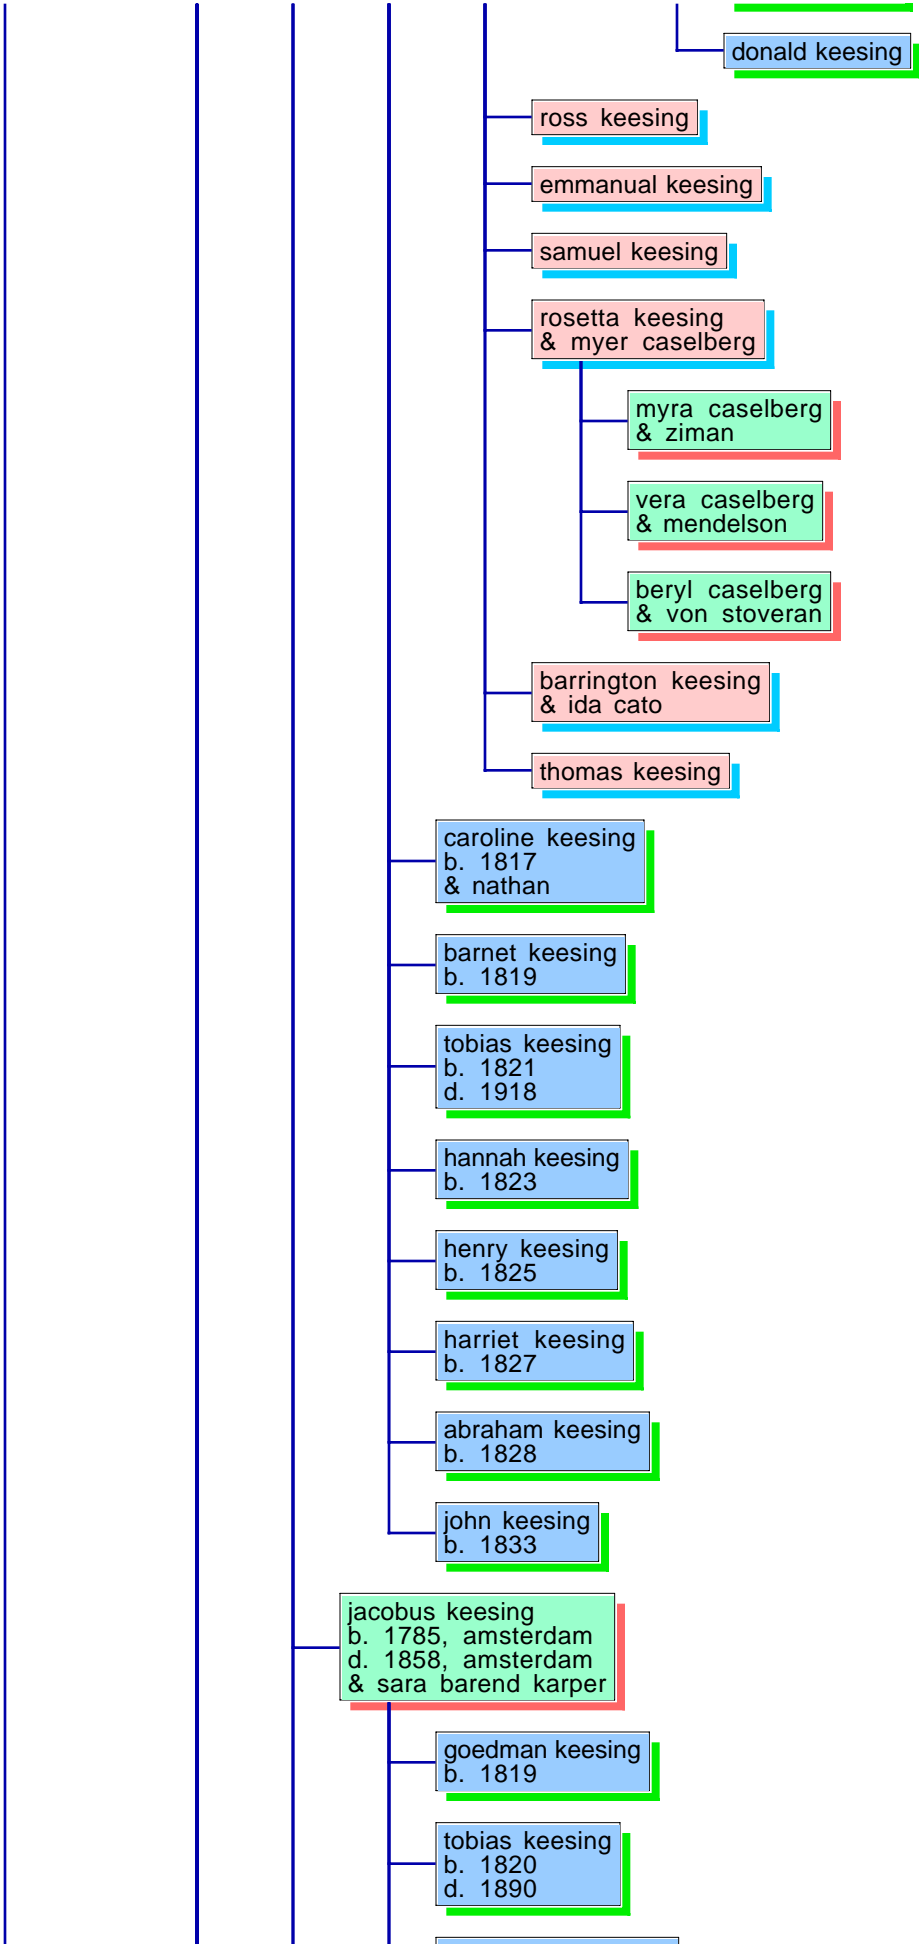 donald keesing
ross keesing
emmanual keesing
samuel keesing
rosetta keesing
& myer caselberg
myra caselberg
& ziman
vera caselberg
& mendelson
beryl caselberg
& von stoveran
barrington keesing
& ida cato
thomas keesing
caroline keesing
b. 1817
& nathan
barnet keesing
b. 1819
tobias keesing
b. 1821
d. 1918
hannah keesing
b. 1823
henry keesing
b. 1825
harriet keesing
b. 1827
abraham keesing
b. 1828
john keesing
b. 1833
jacobus keesing
b. 1785, amsterdam
d. 1858, amsterdam
& sara barend karper
goedman keesing
b. 1819
tobias keesing
b. 1820
d. 1890